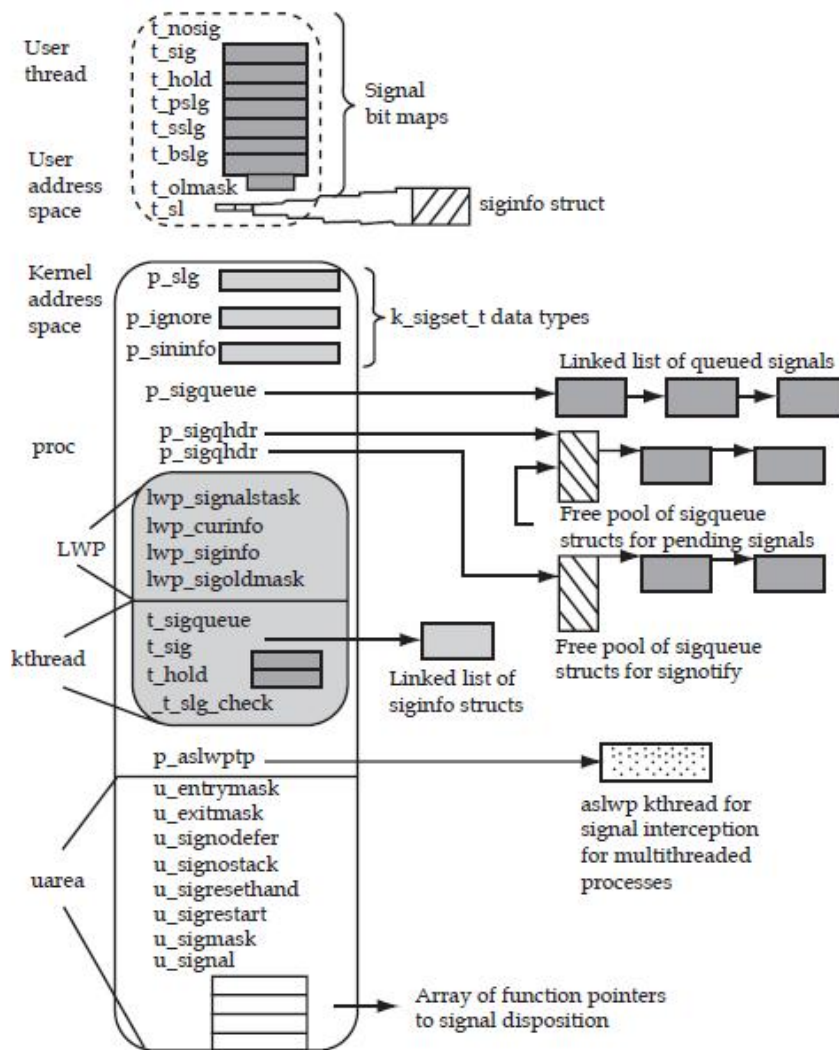 User
thread
t_nosig
t_sig
t_hold
t_pslg
t_sslg
t_bslg
Signal
bit maps
User
address
space
t_olmask
t_sl
siginfo struct
Kernel
address
space
p_slg
p_ignore
p_sininfo
k_sigset_t data types
p_sigqueue
Linked list of queued signals
proc
p_sigqhdr
p_sigqhdr
Free pool of sigqueue
structs for pending signals
LWP
lwp_signalstask
lwp_curinfo
lwp_siginfo
lwp_sigoldmask
kthread
t_sigqueue
t_sig
t_hold
_t_slg_check
Linked list of
siginfo structs
Free pool of sigqueue
structs for signotify
p_aslwptp
aslwp kthread for
signal interception
for multithreaded
processes
uarea
u_entrymask
u_exitmask
u_signodefer
u_signostack
u_sigresethand
u_sigrestart
u_sigmask
u_signal
Array of function pointers
to signal disposition